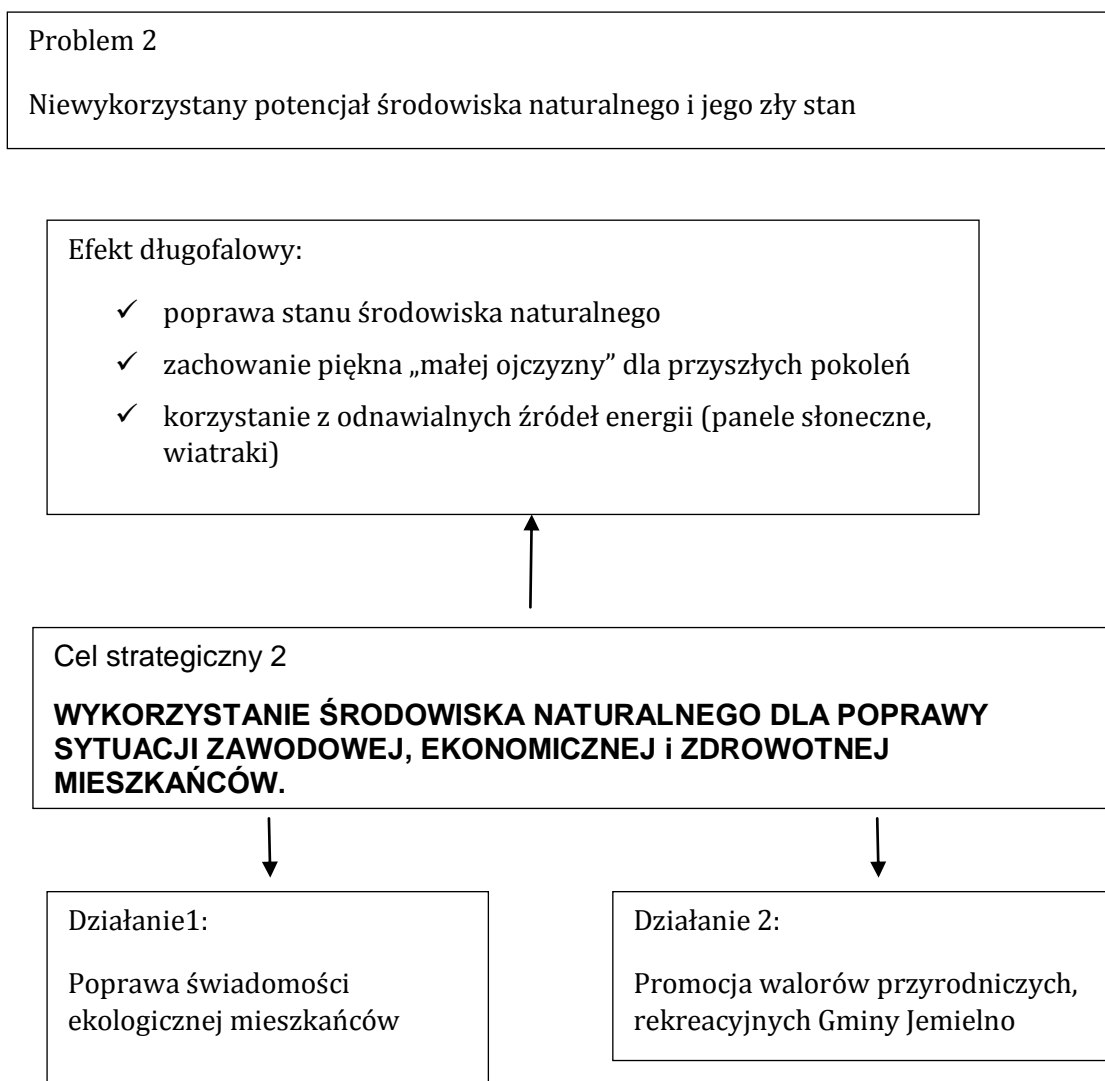 Problem 2
Niewykorzystany potencjał środowiska naturalnego i jego zły stan
Efekt długofalowy:
✓ poprawa stanu środowiska naturalnego
✓ zachowanie piękna „małej ojczyzny” dla przyszłych pokoleń
✓ korzystanie z odnawialnych źródeł energii (panele słoneczne,
wiatraki)
Cel strategiczny 2
WYKORZYSTANIE ŚRODOWISKA NATURALNEGO DLA POPRAWY
SYTUACJI ZAWODOWEJ, EKONOMICZNEJ i ZDROWOTNEJ
MIESZKAŃCÓW.
Działanie1:
Poprawa świadomości
ekologicznej mieszkańców
Działanie 2:
Promocja walorów przyrodniczych,
rekreacyjnych Gminy Jemielno